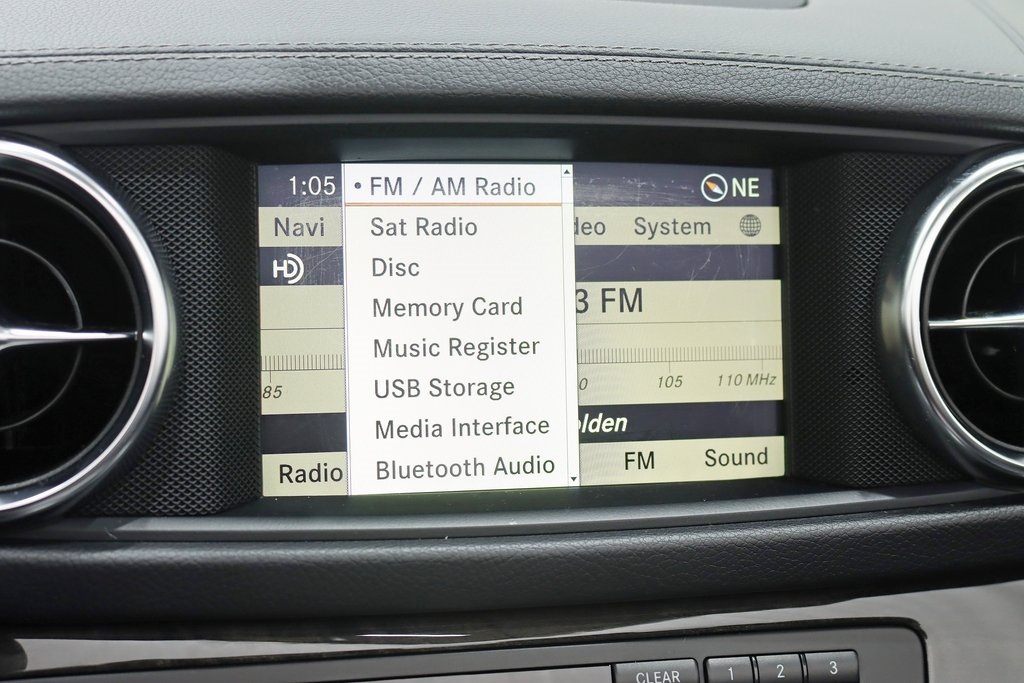 1:05 • FM / AM Radio NE
Navi Sat Radio System
HD Disc
Memory Card 3 FM
Music Register
85 USB Storage 105 110 MHz
Media Interface
Radio Bluetooth Audio FM Sound
CLEAR 1 2 3